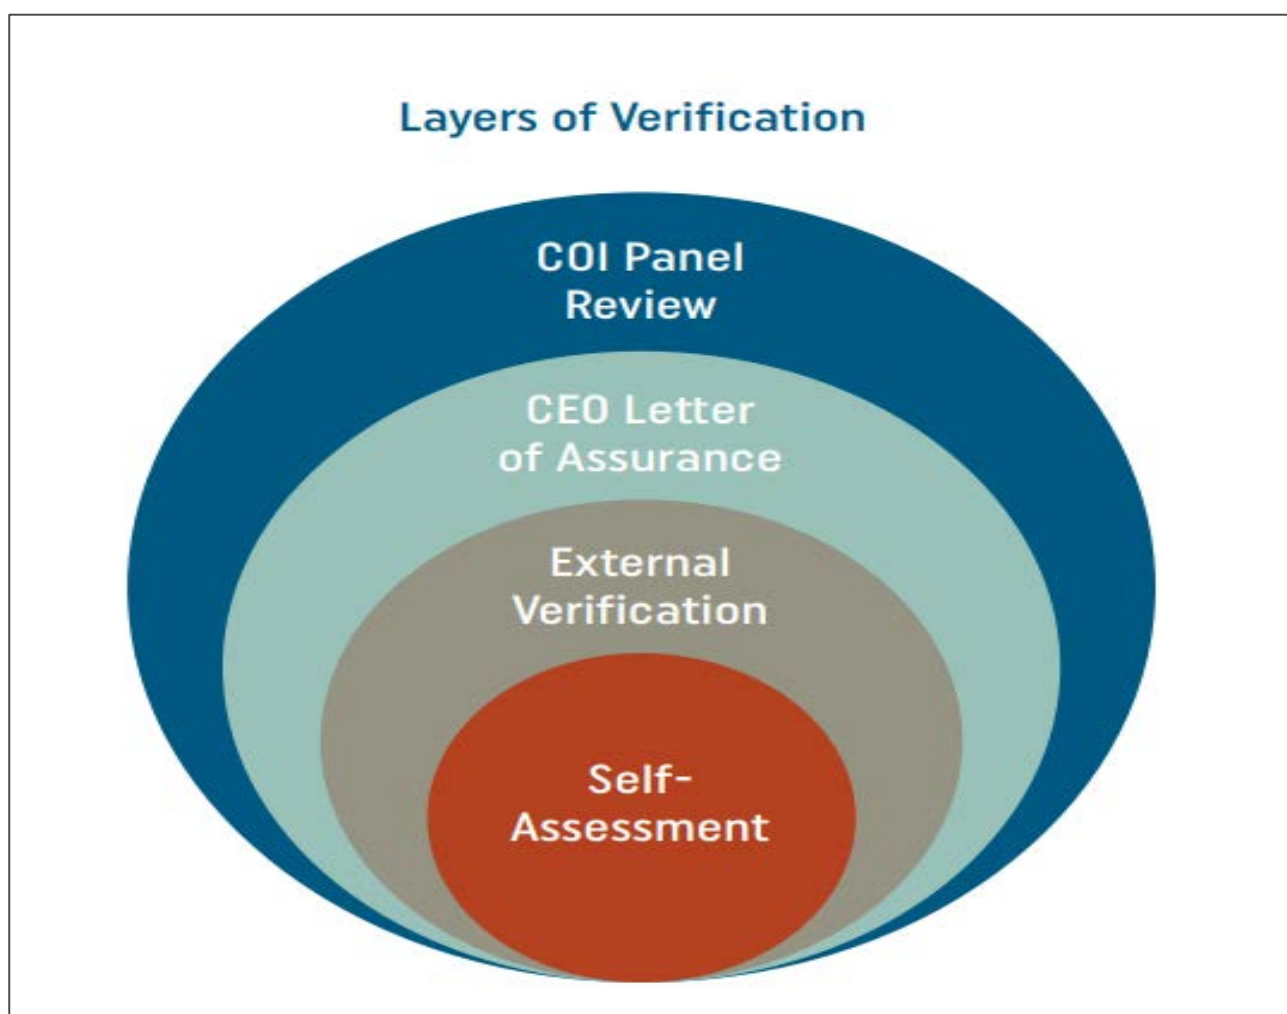 Layers of Verification
COI Panel
Review
CEO Letter
of Assurance
External
Verification
Self-
Assessment